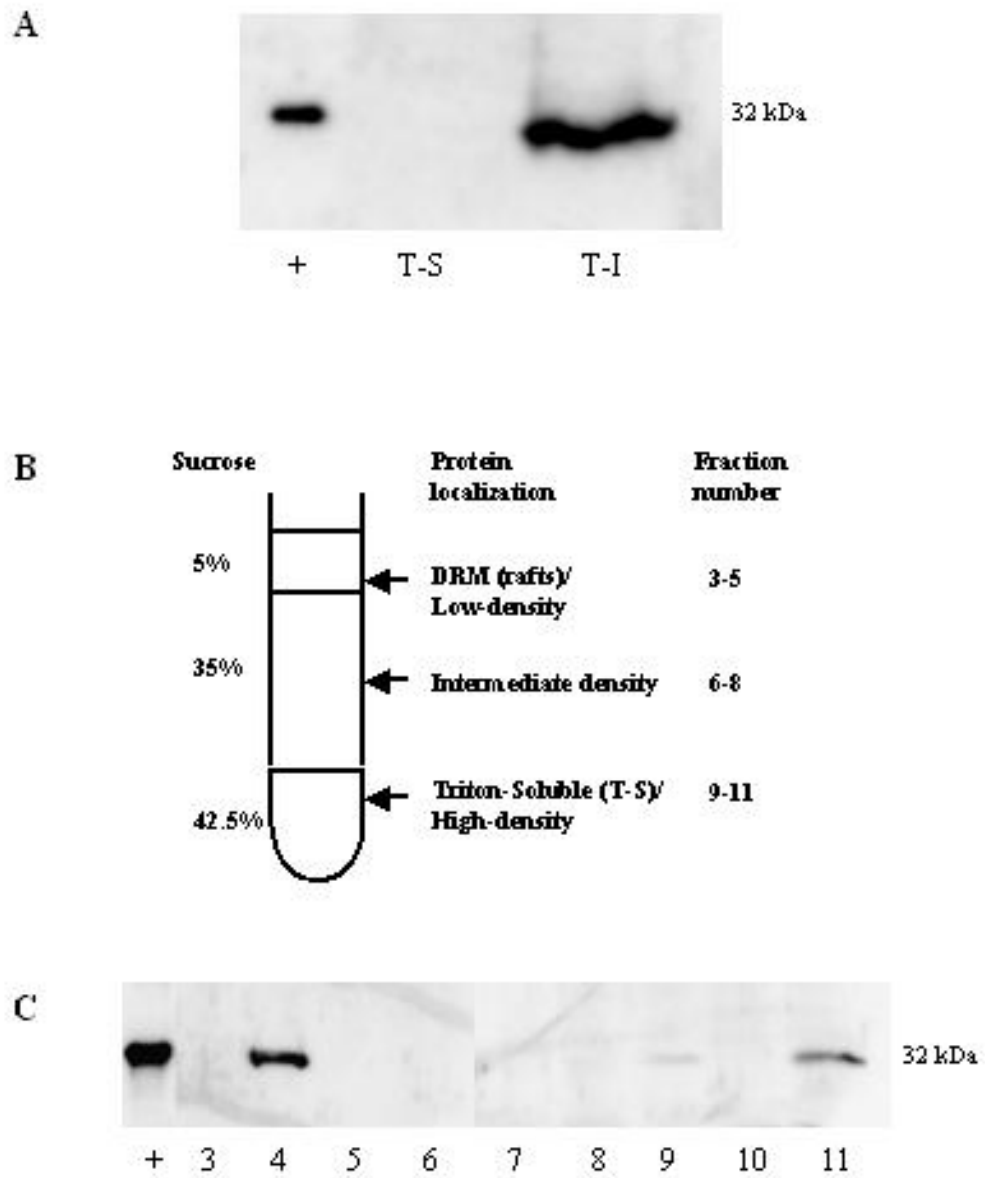 A
32 kDa
+ T-S T-I
B
Sucrose Protein localization Fraction number
5%
DRM (rafts)/ Low-density
3-5
35%
Intermediate density
6-8
42.5%
Triton-Soluble (T-S)/ High-density
9-11
C
32 kDa
+ 3 4 5 6 7 8 9 10 11